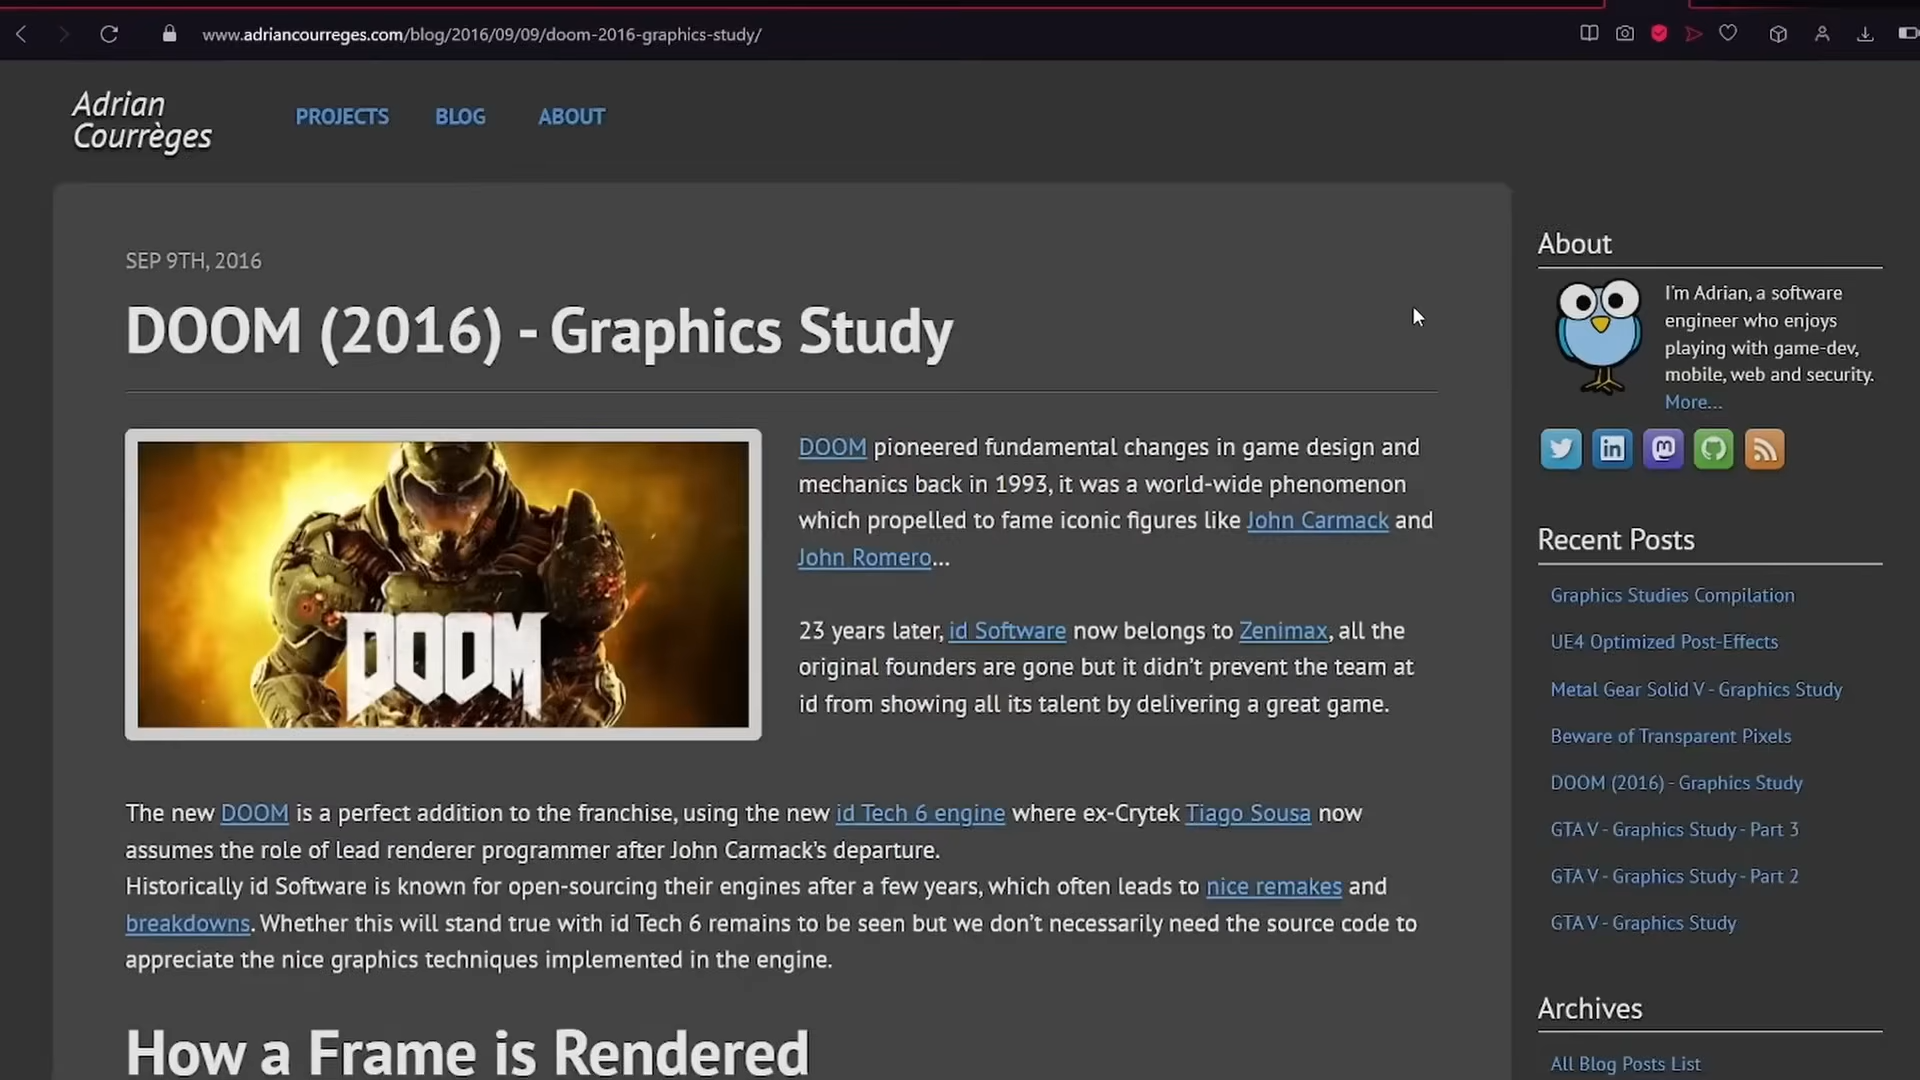 www.adriancourreges.com/blog/2016/09/09/doom-2016-graphics-study/
Adrian
Courrèges
PROJECTS
BLOG
ABOUT
SEP 9TH, 2016
DOOM (2016) - Graphics Study
DOOM
DOOM pioneered fundamental changes in game design and
mechanics back in 1993, it was a world-wide phenomenon
which propelled to fame iconic figures like John Carmack and
John Romero...
23 years later, id Software now belongs to Zenimax, all the
original founders are gone but it didn't prevent the team at
id from showing all its talent by delivering a great game.
The new DOOM is a perfect addition to the franchise, using the new id Tech 6 engine where ex-Crytek Tiago Sousa now
assumes the role of lead renderer programmer after John Carmack's departure.
Historically id Software is known for open-sourcing their engines after a few years, which often leads to nice remakes and
breakdowns. Whether this will stand true with id Tech 6 remains to be seen but we don't necessarily need the source code to
appreciate the nice graphics techniques implemented in the engine.
How a Frame is Rendered
About
I'm Adrian, a software
engineer who enjoys
playing with game-dev,
mobile, web and security.
More...
in
Recent Posts
Graphics Studies Compilation
UE4 Optimized Post-Effects
Metal Gear Solid V - Graphics Study
Beware of Transparent Pixels
DOOM (2016) - Graphics Study
GTA V - Graphics Study - Part 3
GTA V - Graphics Study - Part 2
GTA V - Graphics Study
Archives
All Blog Posts List